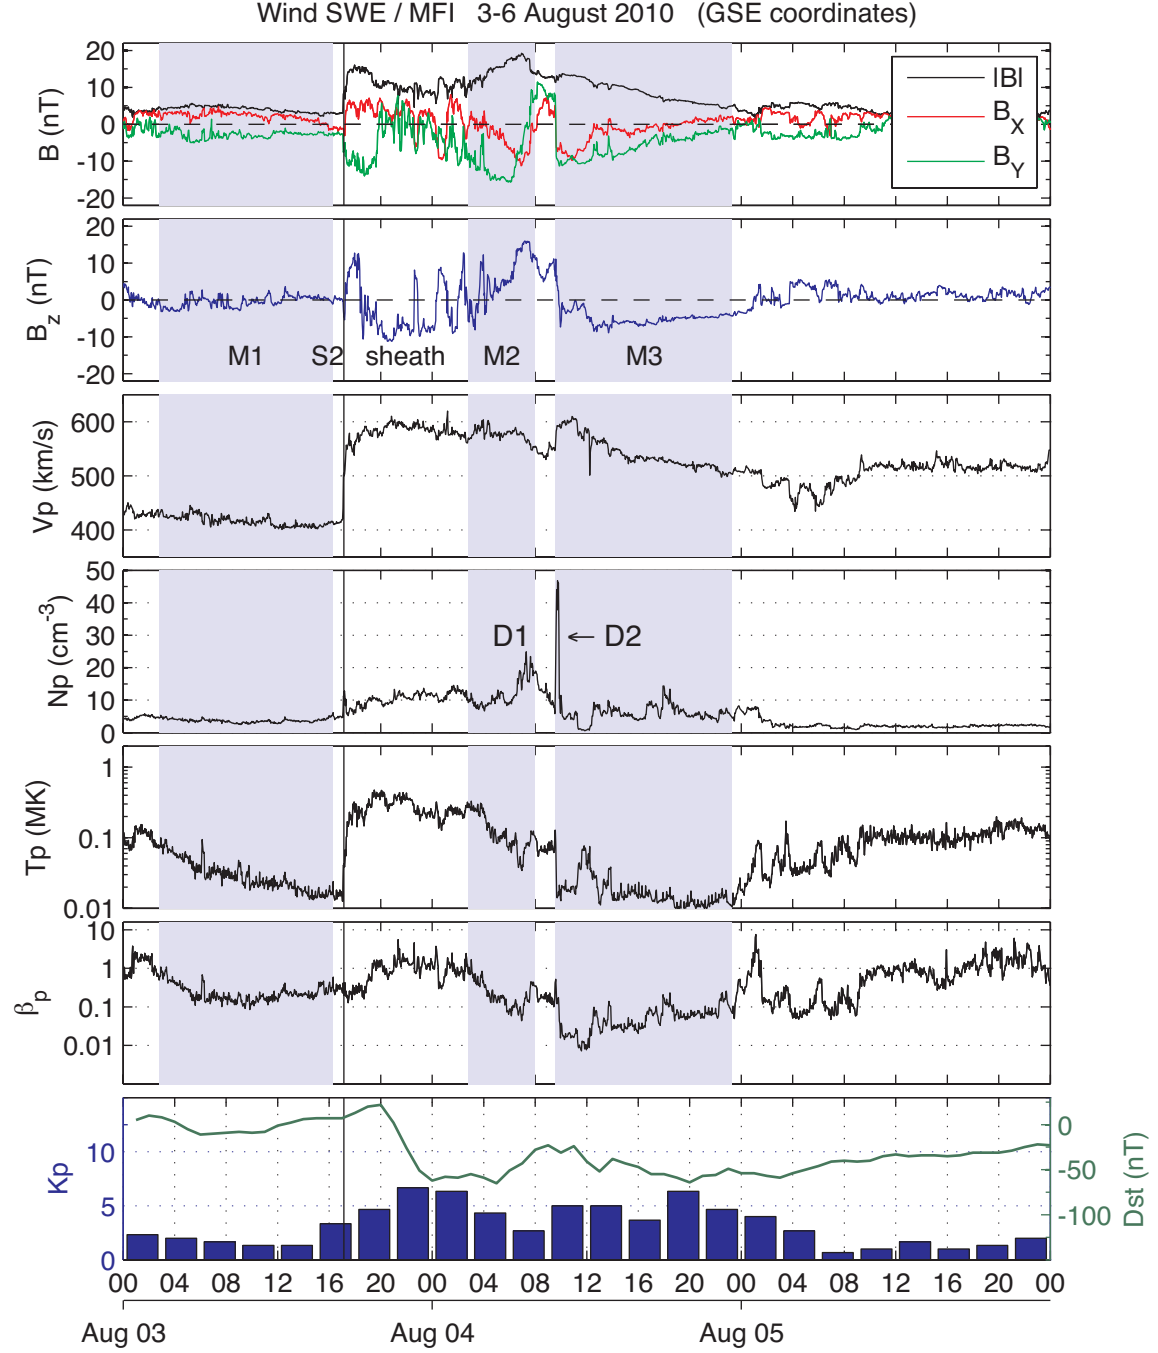 Wind SWE / MFI 3-6 August 2010 (GSE coordinates)
20
10
0
-10
-20
B (nT)
|B|
B_X
B_Y
20
10
0
-10
-20
B_z (nT)
M1
S2
sheath
M2
M3
600
500
400
Vp (km/s)
50
40
30
20
10
0
Np (cm^-3)
D1
← D2
1
0.1
0.01
Tp (MK)
10
1
0.1
0.01
β_p
10
5
0
Kp
0
-50
-100
Dst (nT)
00 04 08 12 16 20 00 04 08 12 16 20 00 04 08 12 16 20 00
Aug 03 Aug 04 Aug 05